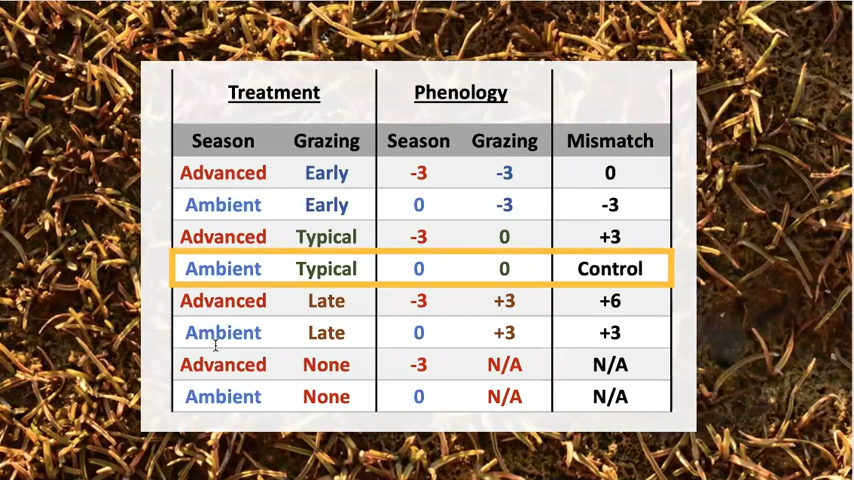 Treatment Phenology
Season Grazing Season Grazing Mismatch
Advanced Early -3 -3 0
Ambient Early 0 -3 -3
Advanced Typical -3 0 +3
Ambient Typical 0 0 Control
Advanced Late -3 +3 +6
Ambient Late 0 +3 +3
Advanced None -3 N/A N/A
Ambient None 0 N/A N/A